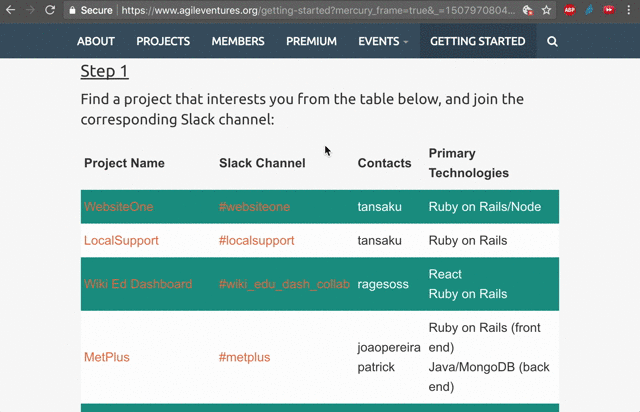 Secure https://www.agileventures.org/getting-started?mercury_frame=true&_=1507970804...
ABP
ABOUT PROJECTS MEMBERS PREMIUM EVENTS GETTING STARTED
Step 1
Find a project that interests you from the table below, and join the
corresponding Slack channel:
Project Name Slack Channel Contacts Primary
Technologies
WebsiteOne #websiteone tansaku Ruby on Rails/Node
LocalSupport #localsupport tansaku Ruby on Rails
Wiki Ed Dashboard #wiki_edu_dash_collab ragesoss React
Ruby on Rails
MetPlus #metplus joaopereira
patrick
Ruby on Rails (front
end)
Java/MongoDB (back
end)